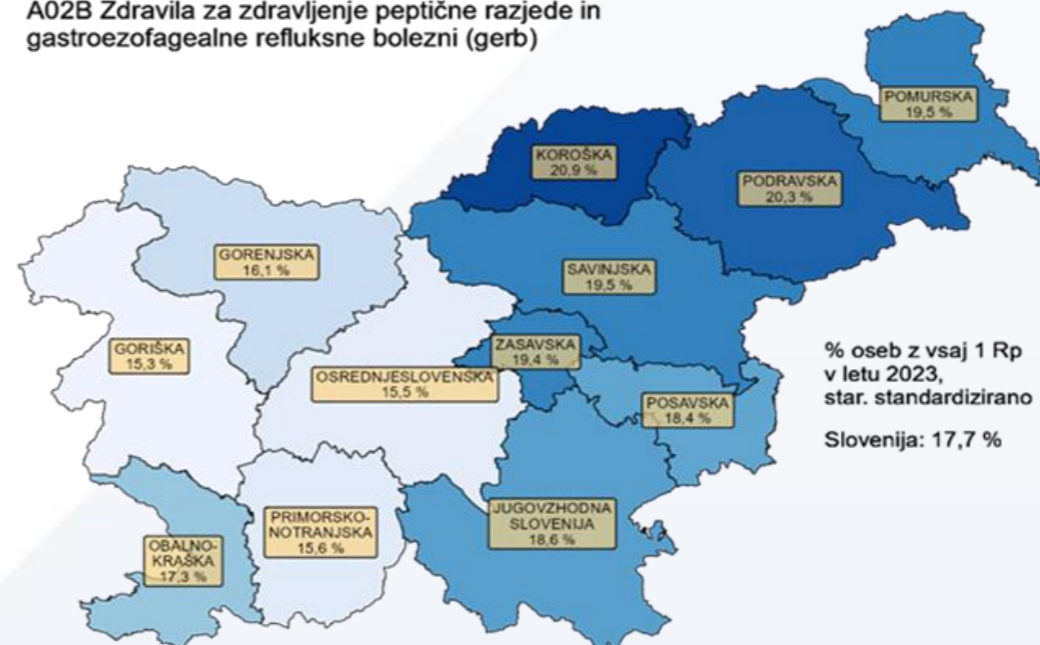 A02B Zdravila za zdravljenje peptične razjede in
gastroezofagealne refluksne bolezni (gerb)
POMURSKA
19,5 %
KOROŠKA
20,9 %
PODRAVSKA
20,3 %
GORENJSKA
16,1 %
SAVINJSKA
19,5 %
GORIŠKA
15,3 %
ZASAVSKA
19,4 %
OSREDNJESLOVENSKA
15,5 %
POSAVSKA
18,4 %
% oseb z vsaj 1 Rp
v letu 2023,
star. standardizirano
Slovenija: 17,7 %
JUGOVZHODNA
SLOVENIJA
18,6 %
PRIMORSKO-
NOTRANJSKA
15,6 %
OBALNO-
KRAŠKA
17,3 %